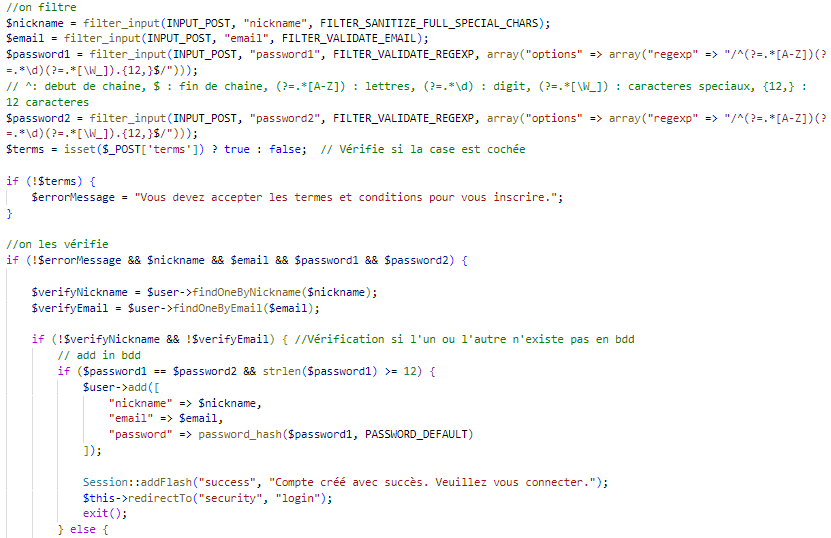 //on filtre
$nickname = filter_input(INPUT_POST, "nickname", FILTER_SANITIZE_FULL_SPECIAL_CHARS);
$email = filter_input(INPUT_POST, "email", FILTER_VALIDATE_EMAIL);
$password1 = filter_input(INPUT_POST, "password1", FILTER_VALIDATE_REGEXP, array("options" => array("regexp" => "/^(?=.*[A-Z])(?
=.*\d)(?=.*[\W_]).{12,}$/")));
// ^: debut de chaine, $ : fin de chaine, (?=.*[A-Z]) : lettres, (?=.*\d) : digit, (?=.*[\W_]) : caracteres speciaux, {12,} :
12 caracteres
$password2 = filter_input(INPUT_POST, "password2", FILTER_VALIDATE_REGEXP, array("options" => array("regexp" => "/^(?=.*[A-Z])(?
=.*\d)(?=.*[\W_]).{12,}$/")));
$terms = isset($_POST['terms']) ? true : false;  // Vérifie si la case est cochée
if (!$terms) {
    $errorMessage = "Vous devez accepter les termes et conditions pour vous inscrire.";
}
//on les vérifie
if (!$errorMessage && $nickname && $email && $password1 && $password2) {
    $verifyNickname = $user->findOneByNickname($nickname);
    $verifyEmail = $user->findOneByEmail($email);
    if (!$verifyNickname && !$verifyEmail) { //Vérification si l'un ou l'autre n'existe pas en bdd
        // add in bdd
        if ($password1 == $password2 && strlen($password1) >= 12) {
            $user->add([
                "nickname" => $nickname,
                "email" => $email,
                "password" => password_hash($password1, PASSWORD_DEFAULT)
            ]);
            Session::addFlash("success", "Compte créé avec succès. Veuillez vous connecter.");
            $this->redirectTo("security", "login");
            exit();
        } else {